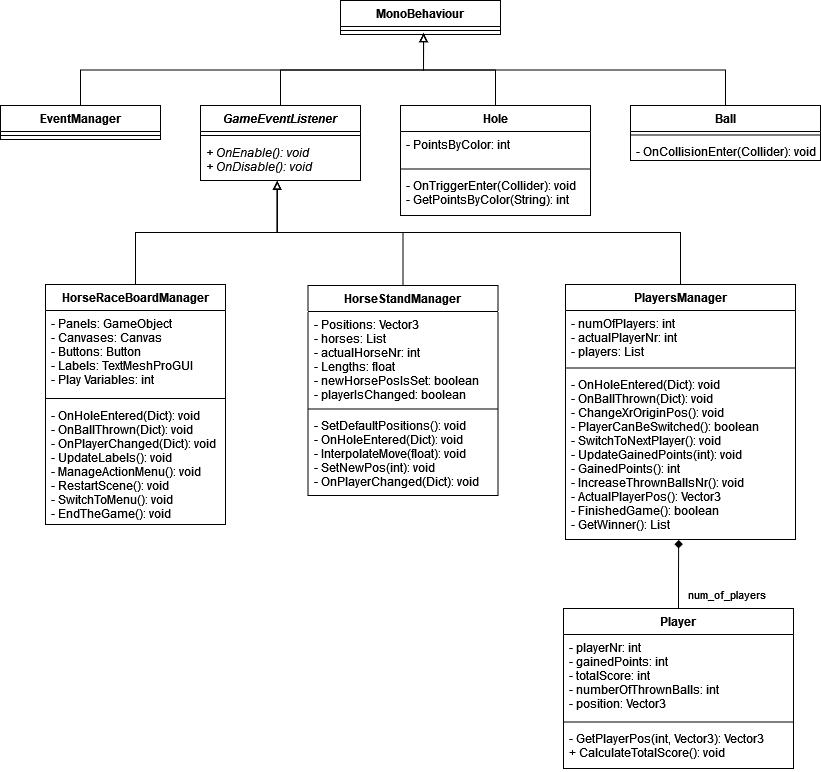 MonoBehaviour
EventManager
GameEventListener
+ OnEnable(): void
+ OnDisable(): void
Hole
- PointsByColor: int
- OnTriggerEnter(Collider): void
- GetPointsByColor(String): int
Ball
- OnCollisionEnter(Collider): void
HorseRaceBoardManager
- Panels: GameObject
- Canvases: Canvas
- Buttons: Button
- Labels: TextMeshProGUI
- Play Variables: int
- OnHoleEntered(Dict): void
- OnBallThrown(Dict): void
- OnPlayerChanged(Dict): void
- UpdateLabels(): void
- ManageActionMenu(): void
- RestartScene(): void
- SwitchToMenu(): void
- EndTheGame(): void
HorseStandManager
- Positions: Vector3
- horses: List
- actualHorseNr: int
- Lengths: float
- newHorsePosIsSet: boolean
- playerIsChanged: boolean
- SetDefaultPositions(): void
- OnHoleEntered(Dict): void
- InterpolateMove(float): void
- SetNewPos(int): void
- OnPlayerChanged(Dict): void
PlayersManager
- numOfPlayers: int
- actualPlayerNr: int
- players: List
- OnHoleEntered(Dict): void
- OnBallThrown(Dict): void
- ChangeXrOriginPos(): void
- PlayerCanBeSwitched(): boolean
- SwitchToNextPlayer(): void
- UpdateGainedPoints(int): void
- GainedPoints(): int
- IncreaseThrownBallsNr(): void
- ActualPlayerPos(): Vector3
- FinishedGame(): boolean
- GetWinner(): List
num_of_players
Player
- playerNr: int
- gainedPoints: int
- totalScore: int
- numberOfThrownBalls: int
- position: Vector3
- GetPlayerPos(int, Vector3): Vector3
+ CalculateTotalScore(): void